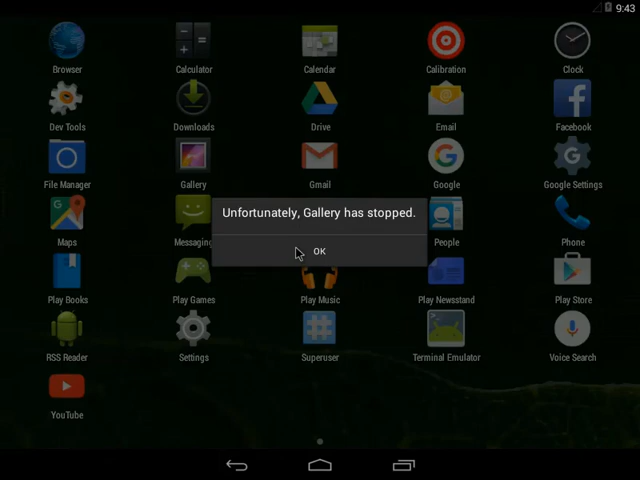 9:43
Browser
Calculator
Calendar
Calibration
Clock
Dev Tools
Downloads
Drive
Email
Facebook
File Manager
Gallery
Gmail
Google
Google Settings
Maps
Messaging
Unfortunately, Gallery has stopped.
OK
People
Phone
Play Books
Play Games
Play Music
Play Newsstand
Play Store
RSS Reader
Settings
Superuser
Terminal Emulator
Voice Search
YouTube